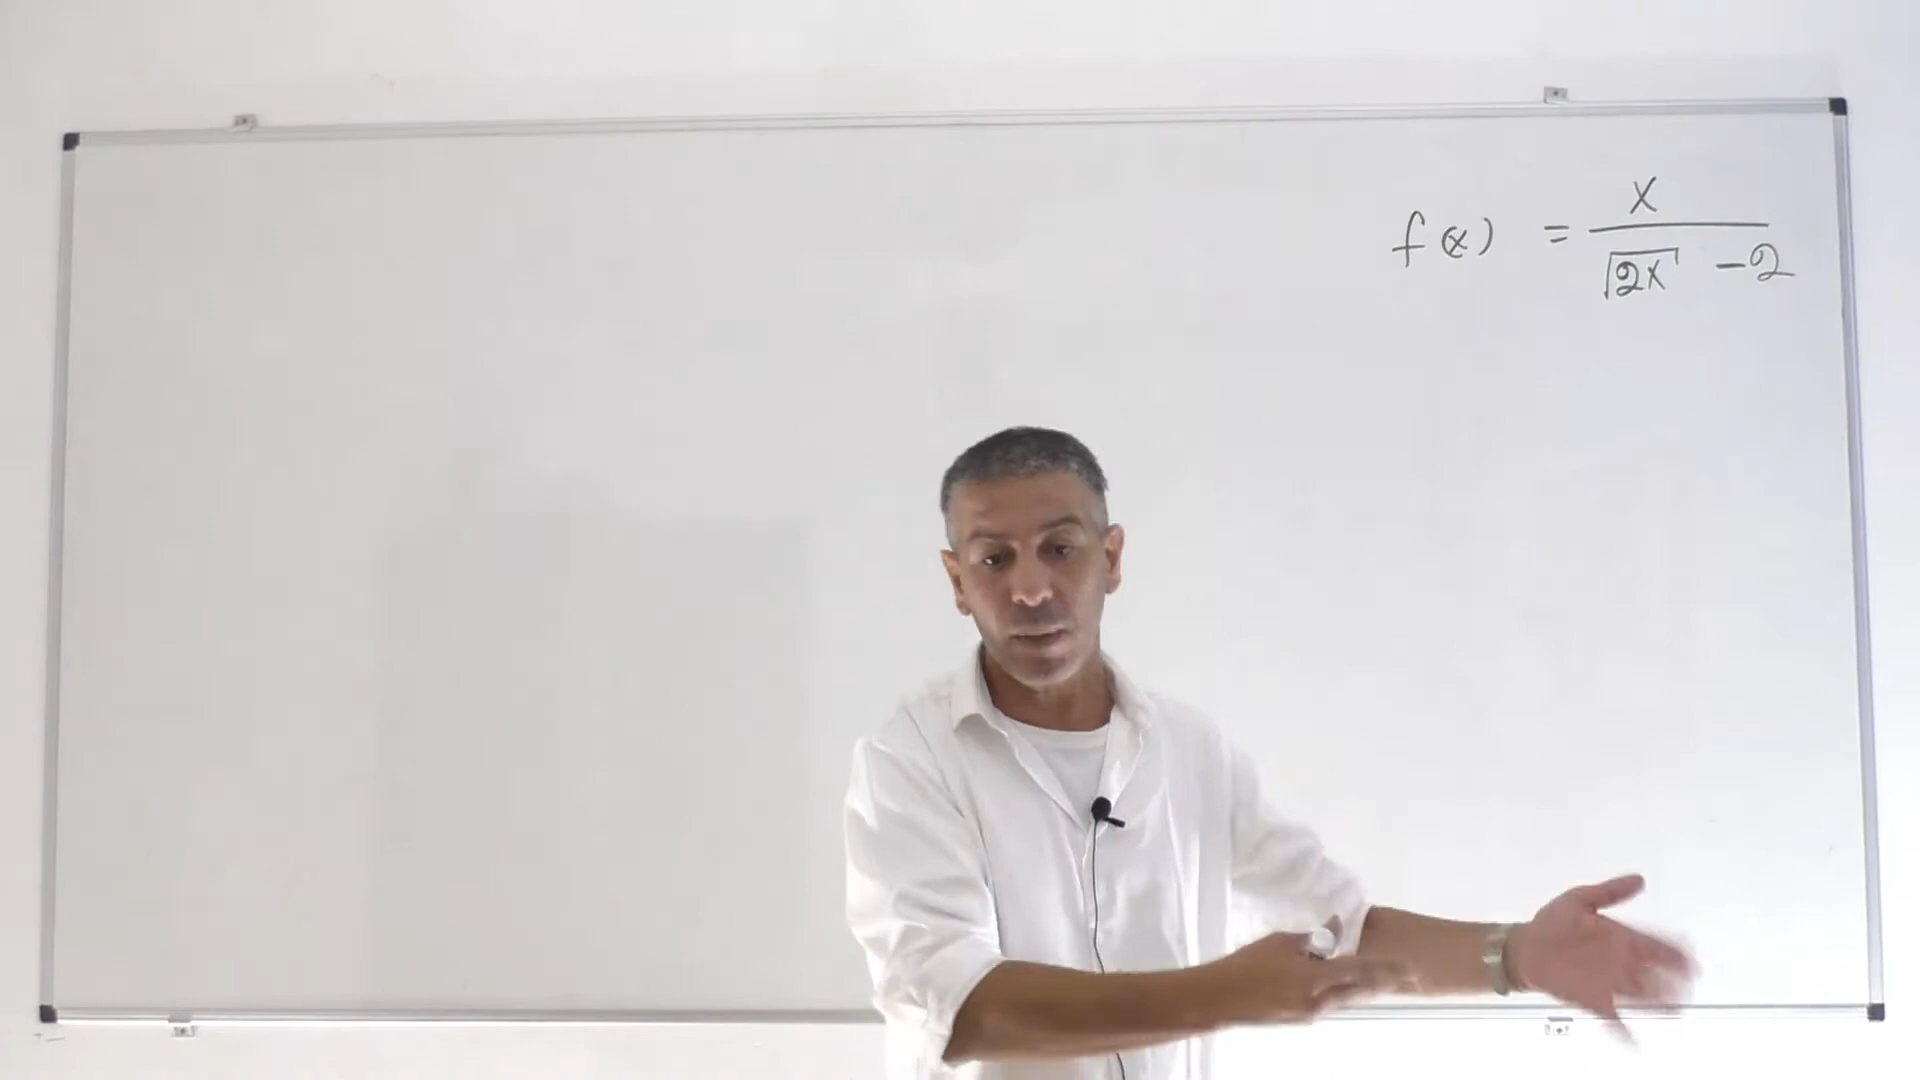 f(x) = x / √2x - 2